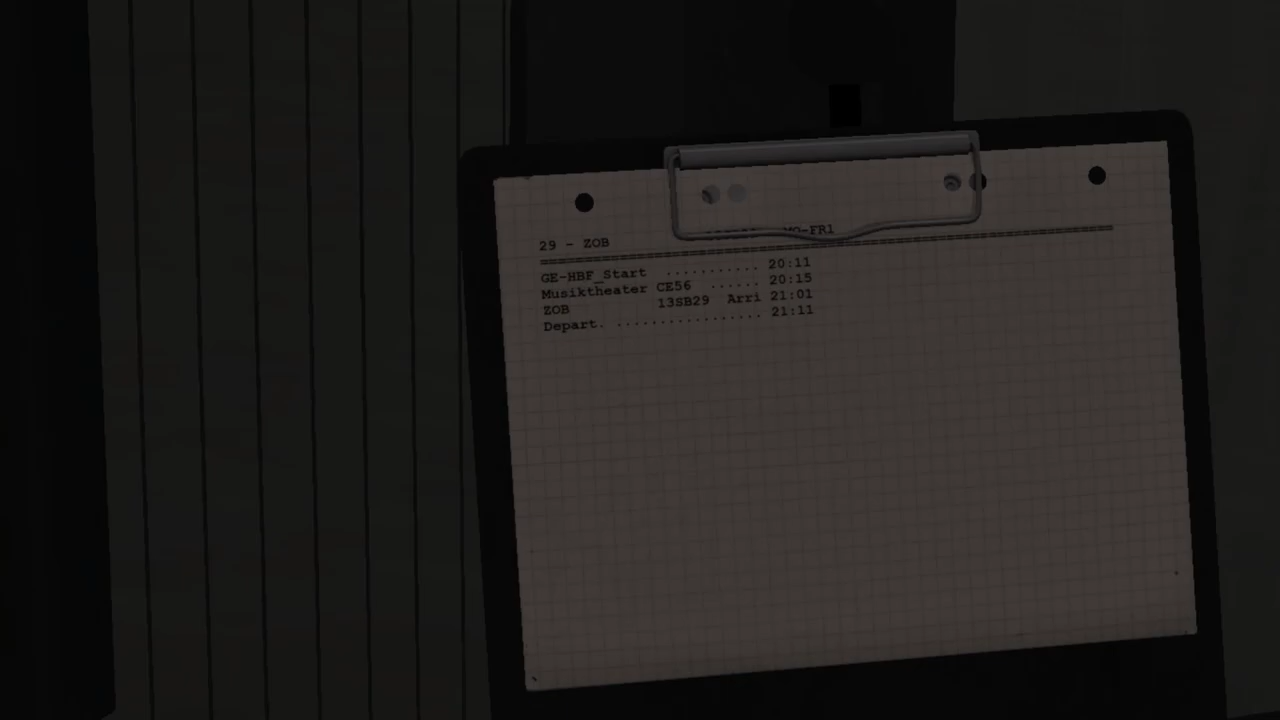 29 - ZOB MO-FR1
GE-HBF_Start ........... 20:11
Musiktheater CE56 ...... 20:15
ZOB 13SB29 Arri 21:01
Depart. ................. 21:11